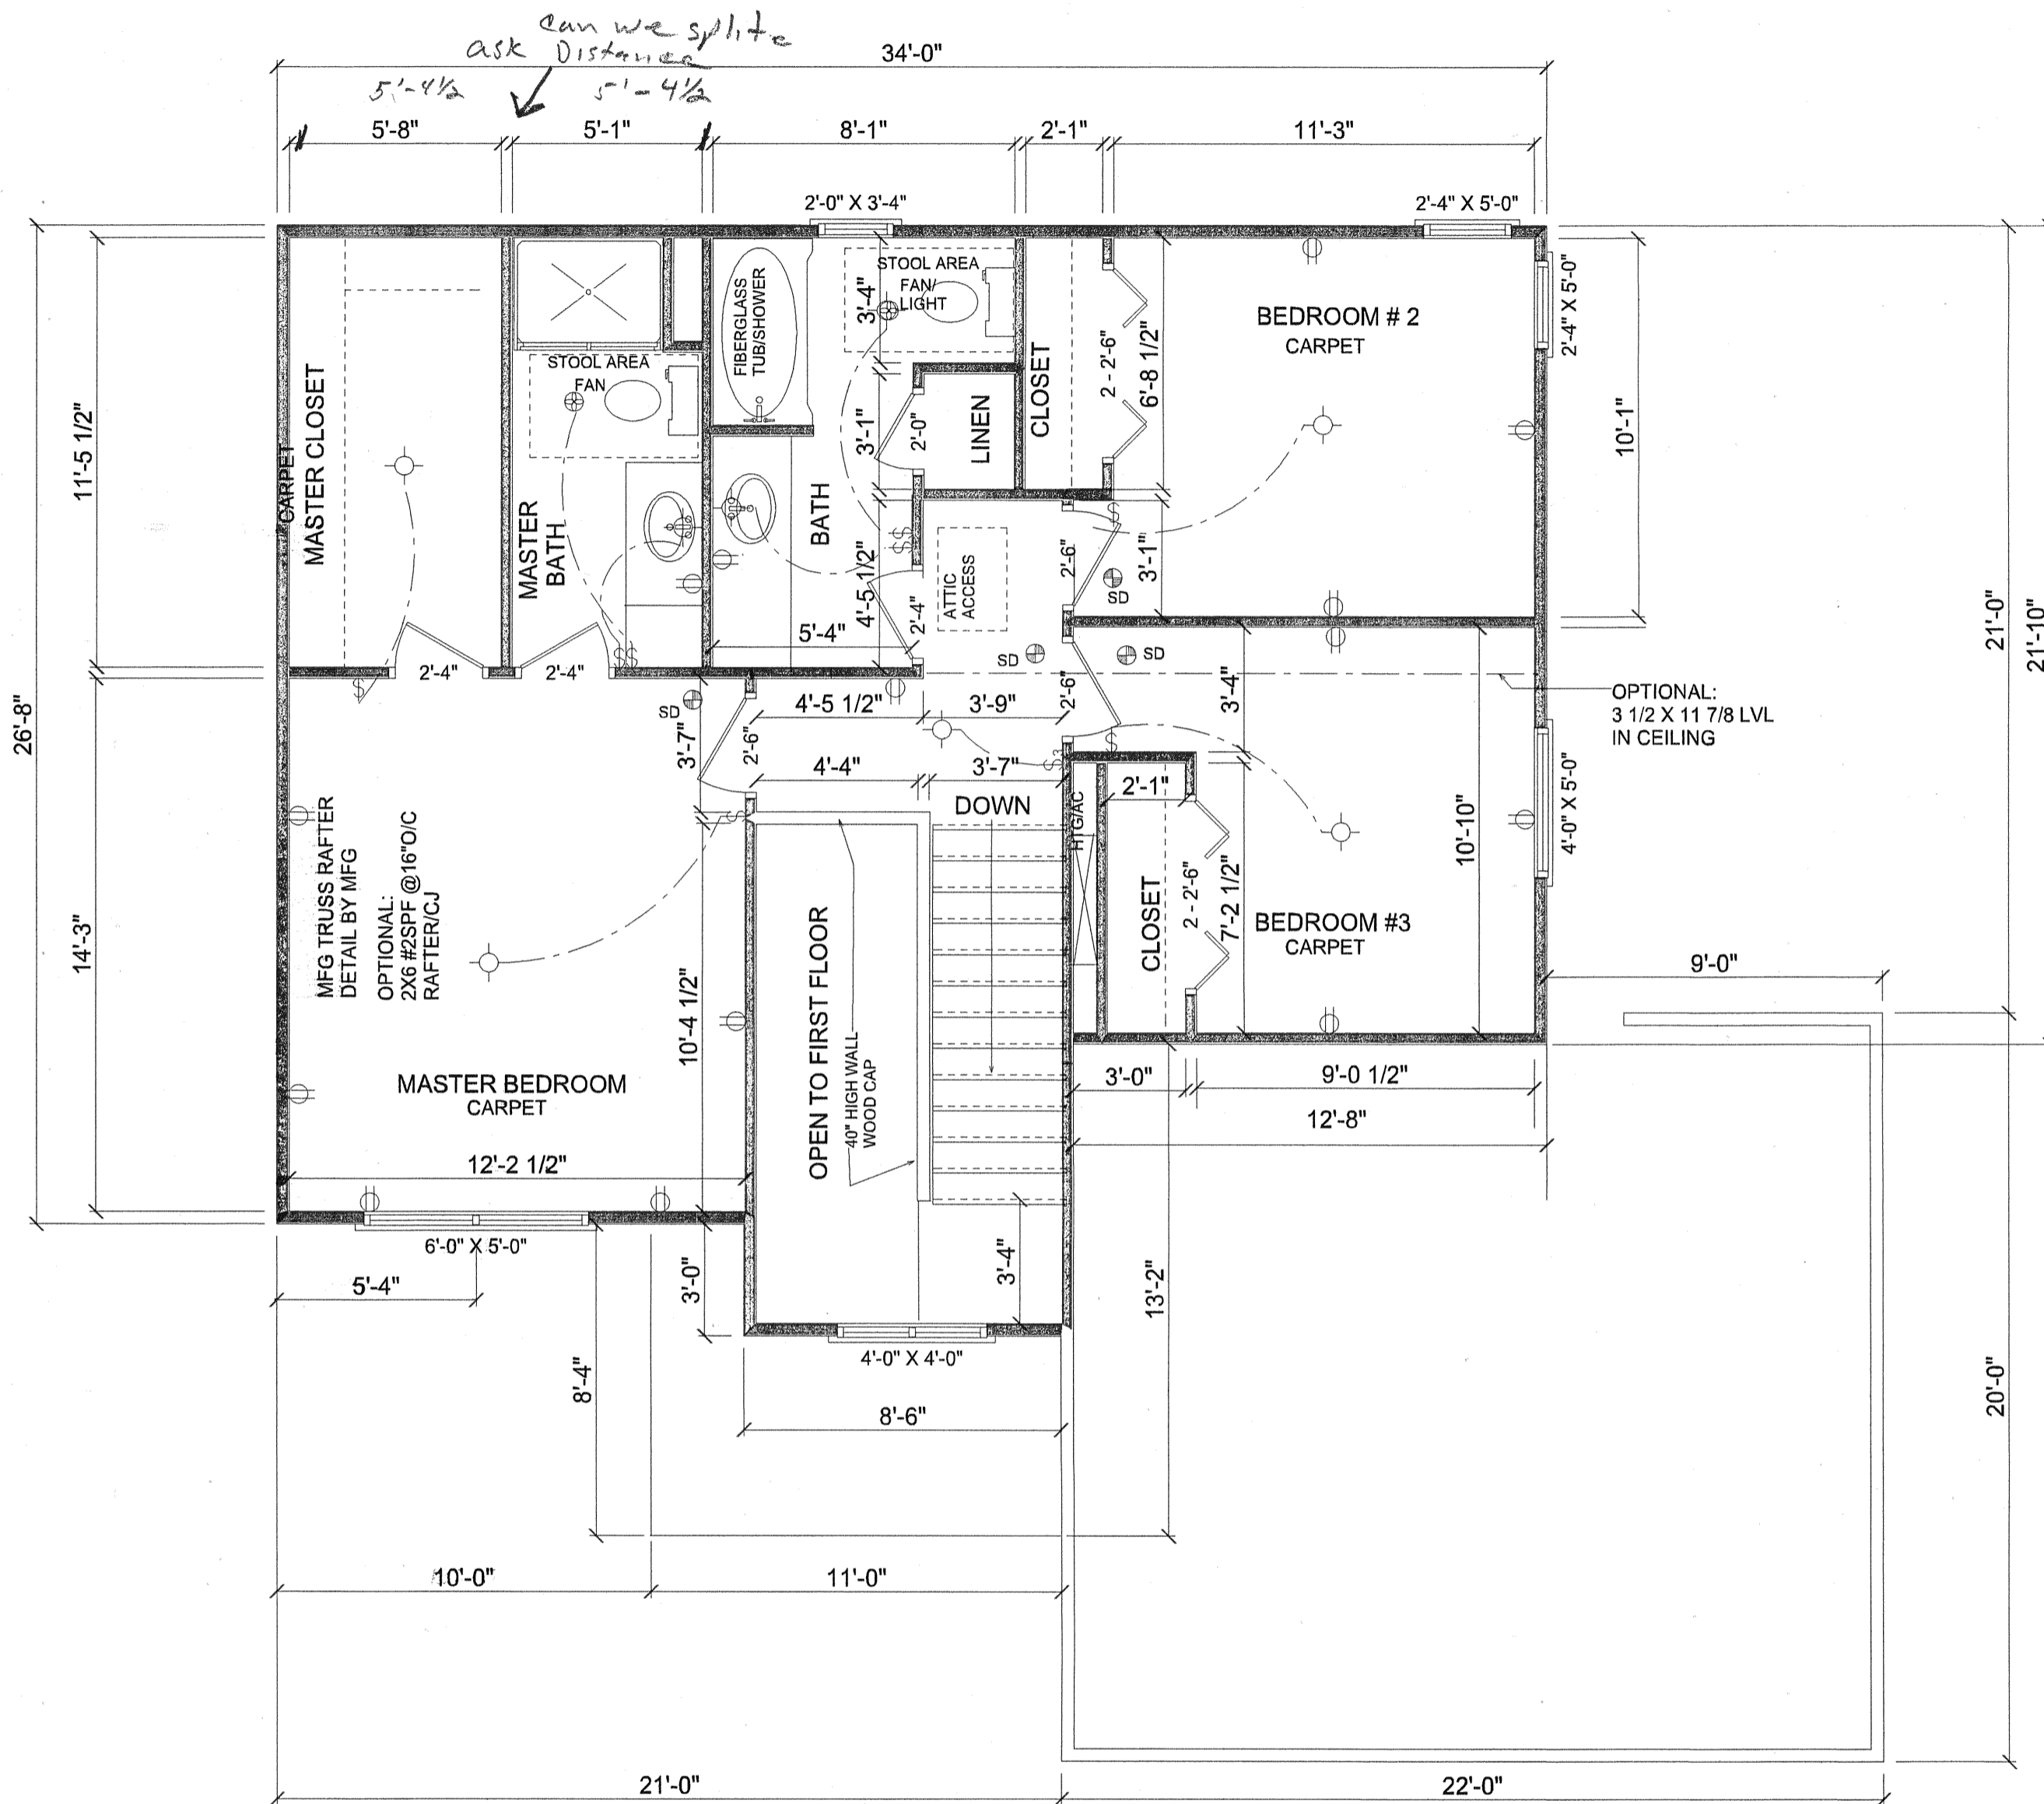 can we splite
ask Distance
5'-4½ 5'-4½
34'-0"
5'-8" 5'-1" 8'-1" 2'-1" 11'-3"
2'-0" X 3'-4" 2'-4" X 5'-0"
STOOL AREA
FAN/
LIGHT
3'-4"
FIBERGLASS
TUB/SHOWER
STOOL AREA
FAN
CARPET
MASTER CLOSET
MASTER
BATH
BATH
3'-1"
2'-0"
LINEN
CLOSET
2 - 2'-6"
6'-8 1/2"
BEDROOM # 2
CARPET
2'-4" X 5'-0"
10'-1"
11'-5 1/2"
26'-8"
21'-0"
21'-10"
4'-5 1/2"
2'-4"
5'-4"
ATTIC
ACCESS
2'-6"
3'-1"
SD
SD
SD
2'-4" 2'-4"
SD
3'-7"
2'-6"
4'-5 1/2" 3'-9"
2'-6"
3'-4"
OPTIONAL:
3 1/2 X 11 7/8 LVL
IN CEILING
4'-4" 3'-7"
DOWN
HTG/AC
2'-1"
CLOSET
2 - 2'-6"
7'-2 1/2"
10'-10"
4'-0" X 5'-0"
BEDROOM #3
CARPET
14'-3"
MFG TRUSS RAFTER
DETAIL BY MFG
OPTIONAL:
2X6 #2SPF @16"O/C
RAFTER/CJ
10'-4 1/2"
OPEN TO FIRST FLOOR
40" HIGH WALL
WOOD CAP
MASTER BEDROOM
CARPET
9'-0"
3'-0" 9'-0 1/2"
12'-8"
12'-2 1/2"
6'-0" X 5'-0"
5'-4"
3'-0"
3'-4"
13'-2"
4'-0" X 4'-0"
8'-4"
8'-6"
20'-0"
10'-0" 11'-0"
21'-0" 22'-0"